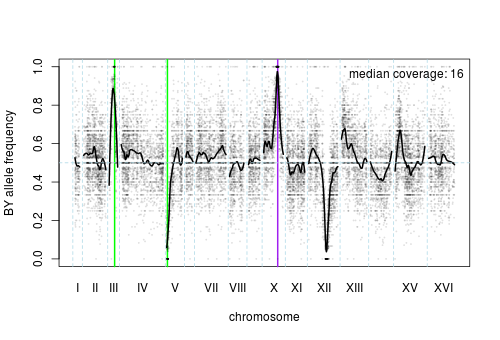 median coverage: 16
BY allele frequency
1.0
0.8
0.6
0.4
0.2
0.0
I II III IV V VII VIII X XI XII XIII XV XVI
chromosome